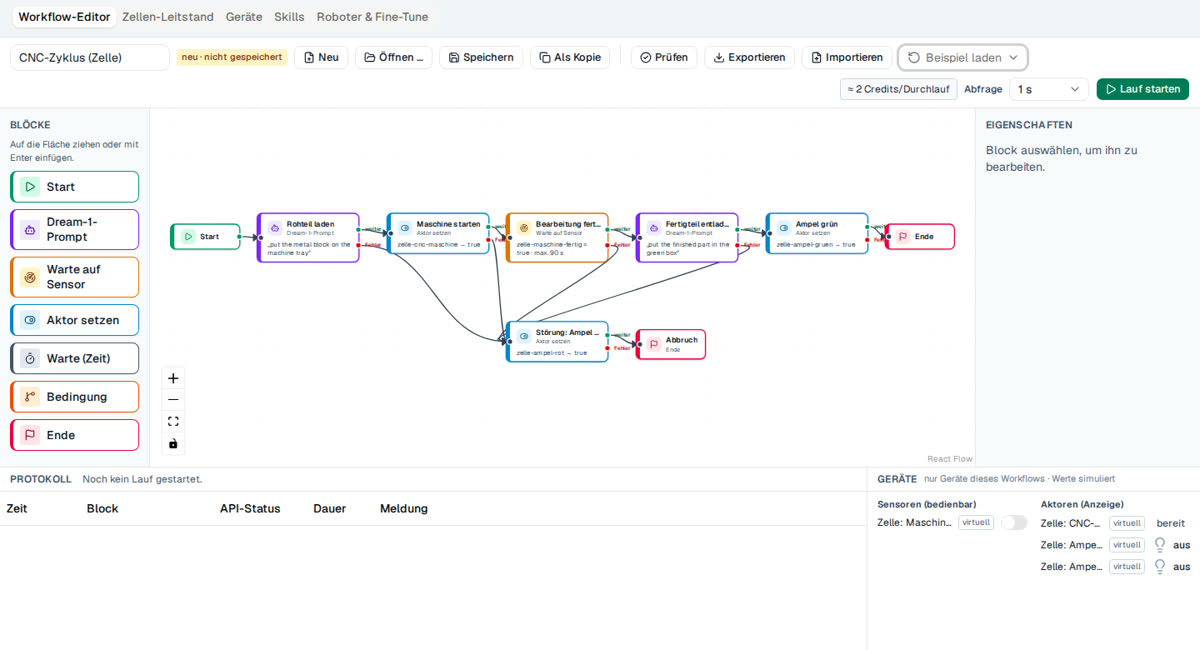 Workflow-Editor Zellen-Leitstand Geräte Skills Roboter & Fine-Tune
CNC-Zyklus (Zelle) neu · nicht gespeichert Neu Öffnen ... Speichern Als Kopie Prüfen Exportieren Importieren Beispiel laden
≈ 2 Credits/Durchlauf Abfrage 1 s Lauf starten
BLÖCKE
Auf die Fläche ziehen oder mit
Enter einfügen.
Start
Dream-1-
Prompt
Warte auf
Sensor
Aktor setzen
Warte (Zeit)
Bedingung
Ende
Start
Rohteil laden
Dream-1-Prompt
„put the metal block on the
machine tray"
weiter
Fehler
Maschine starten
Aktor setzen
zelle-cnc-maschine → true
Bearbeitung fert...
Warte auf Sensor
zelle-maschine-fertig =
true · max. 90 s
weiter
Fehler
Fertigteil entlad...
Dream-1-Prompt
„put the finished part in the
green box"
weiter
Fehler
Ampel grün
Aktor setzen
zelle-ampel-gruen → true
Ende
Störung: Ampel ...
Aktor setzen
zelle-ampel-rot → true
weiter
Fehler
Abbruch
Ende
React Flow
EIGENSCHAFTEN
Block auswählen, um ihn zu
bearbeiten.
PROTOKOLL Noch kein Lauf gestartet.
Zeit Block API-Status Dauer Meldung
GERÄTE nur Geräte dieses Workflows · Werte simuliert
Sensoren (bedienbar)
Zelle: Maschin... virtuell
Aktoren (Anzeige)
Zelle: CNC-... virtuell bereit
Zelle: Ampe... virtuell aus
Zelle: Ampe... virtuell aus